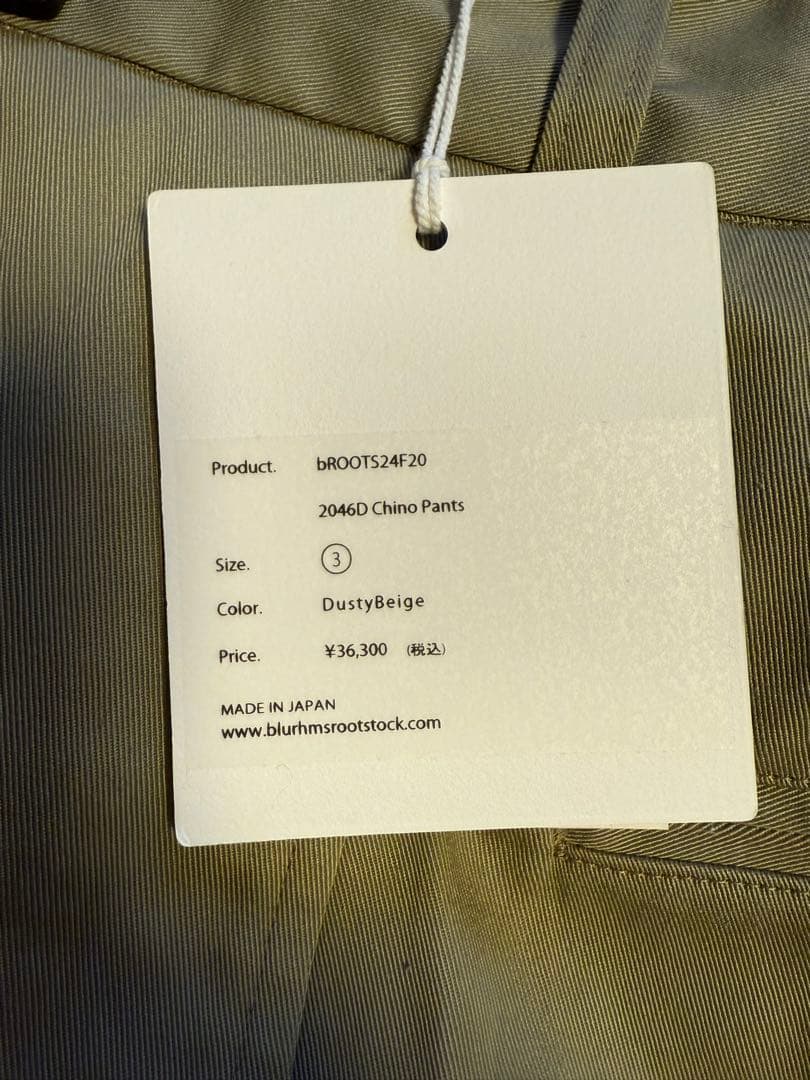 Product. bROOTS24F20
2046D Chino Pants
Size. ③
Color. DustyBeige
Price. ¥36,300 (税込)
MADE IN JAPAN
www.blurhmsrootstock.com